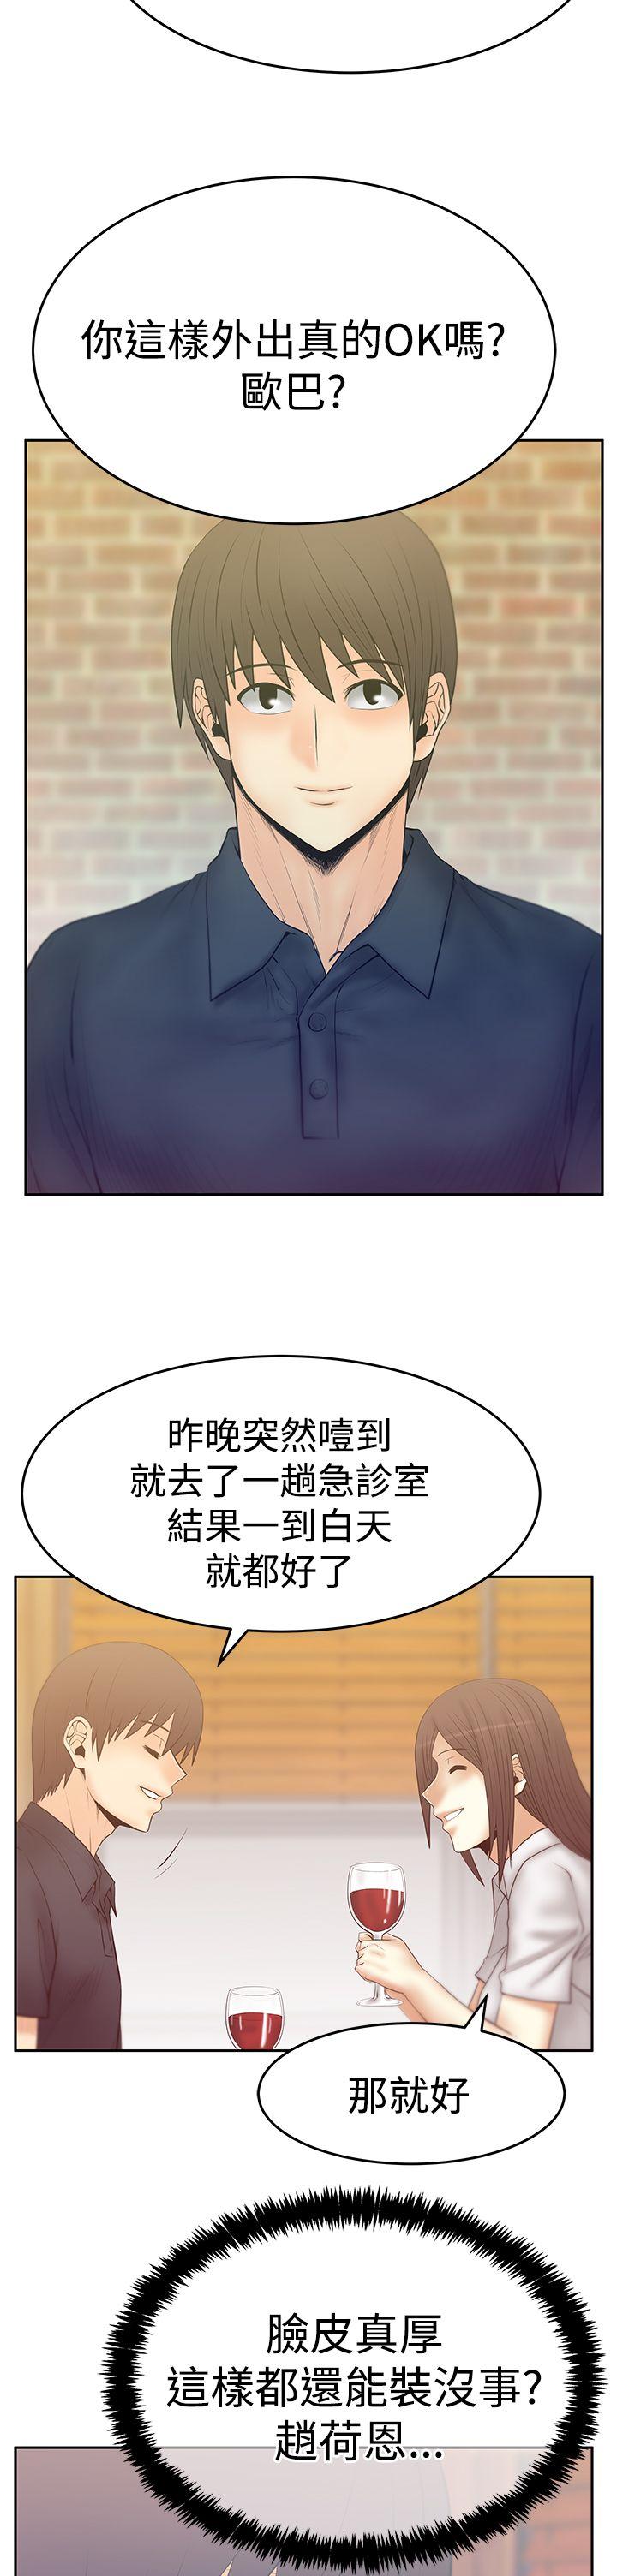 你這樣外出真的OK嗎?
歐巴?
昨晚突然噎到
就去了一趟急診室
結果一到白天
就都好了
那就好
臉皮真厚
這樣都還能裝沒事?
趙荷恩...